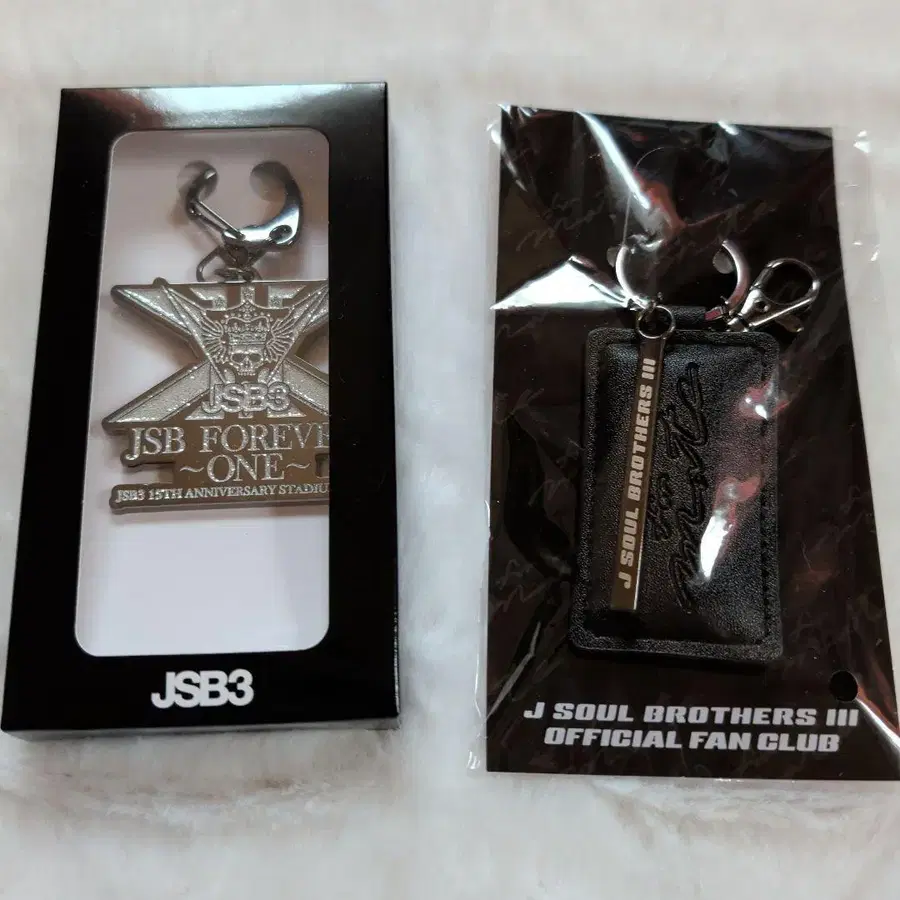 JSB3
JSB FOREVE
~ONE~
JSB3 15TH ANNIVERSARY STADIU
JSB3
J SOUL BROTHERS III
J SOUL BROTHERS III
OFFICIAL FAN CLUB